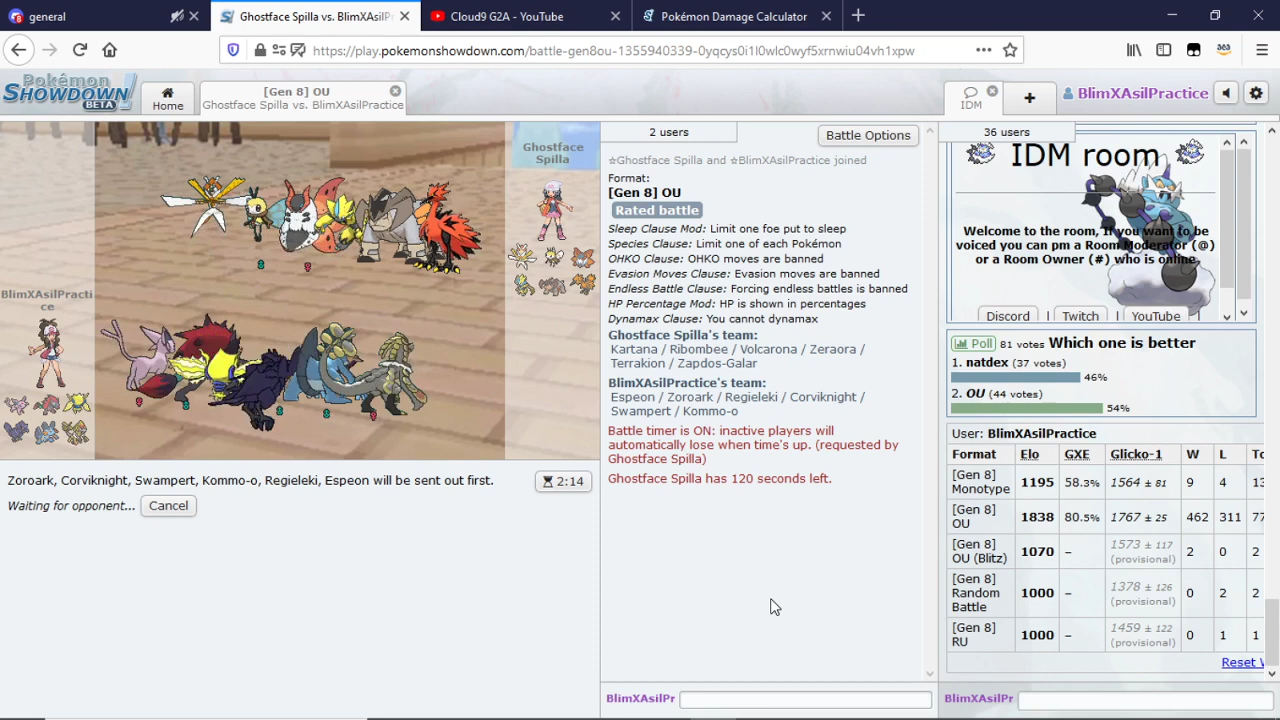 general
Ghostface Spilla vs. BlimXAsilPr
Cloud9 G2A - YouTube
Pokémon Damage Calculator
https://play.pokemonshowdown.com/battle-gen8ou-1355940339-0yqcys0i1l0wlc0wyf5xrnwiu04vh1xpw
Pokémon
Showdown
BETA
Home
[Gen 8] OU
Ghostface Spilla vs. BlimXAsilPractice
IDM
BlimXAsilPractice
Ghostface
Spilla
BlimXAsilPracti
ce
Zoroark, Corviknight, Swampert, Kommo-o, Regieleki, Espeon will be sent out first.
2:14
Waiting for opponent...
Cancel
2 users
Battle Options
☆Ghostface Spilla and ☆BlimXAsilPractice joined
Format:
[Gen 8] OU
Rated battle
Sleep Clause Mod: Limit one foe put to sleep
Species Clause: Limit one of each Pokémon
OHKO Clause: OHKO moves are banned
Evasion Moves Clause: Evasion moves are banned
Endless Battle Clause: Forcing endless battles is banned
HP Percentage Mod: HP is shown in percentages
Dynamax Clause: You cannot dynamax
Ghostface Spilla's team:
Kartana / Ribombee / Volcarona / Zeraora /
Terrakion / Zapdos-Galar
BlimXAsilPractice's team:
Espeon / Zoroark / Regieleki / Corviknight /
Swampert / Kommo-o
Battle timer is ON: inactive players will
automatically lose when time's up. (requested by
Ghostface Spilla)
Ghostface Spilla has 120 seconds left.
BlimXAsilPr
36 users
IDM room
Welcome to the room, If you want to be
voiced you can pm a Room Moderator (@)
or a Room Owner (#) who is online
Discord | Twitch | YouTube
Poll 81 votes Which one is better
1. natdex (37 votes)
46%
2. OU (44 votes)
54%
User: BlimXAsilPractice
Format Elo GXE Glicko-1 W L To
[Gen 8] Monotype 1195 58.3% 1564 ± 81 9 4 13
[Gen 8] OU 1838 80.5% 1767 ± 25 462 311 77
[Gen 8] OU (Blitz) 1070 – 1573 ± 117 (provisional) 2 0 2
[Gen 8] Random Battle 1000 – 1378 ± 126 (provisional) 0 2 2
[Gen 8] RU 1000 – 1459 ± 122 (provisional) 0 1 1
Reset W
BlimXAsilPr